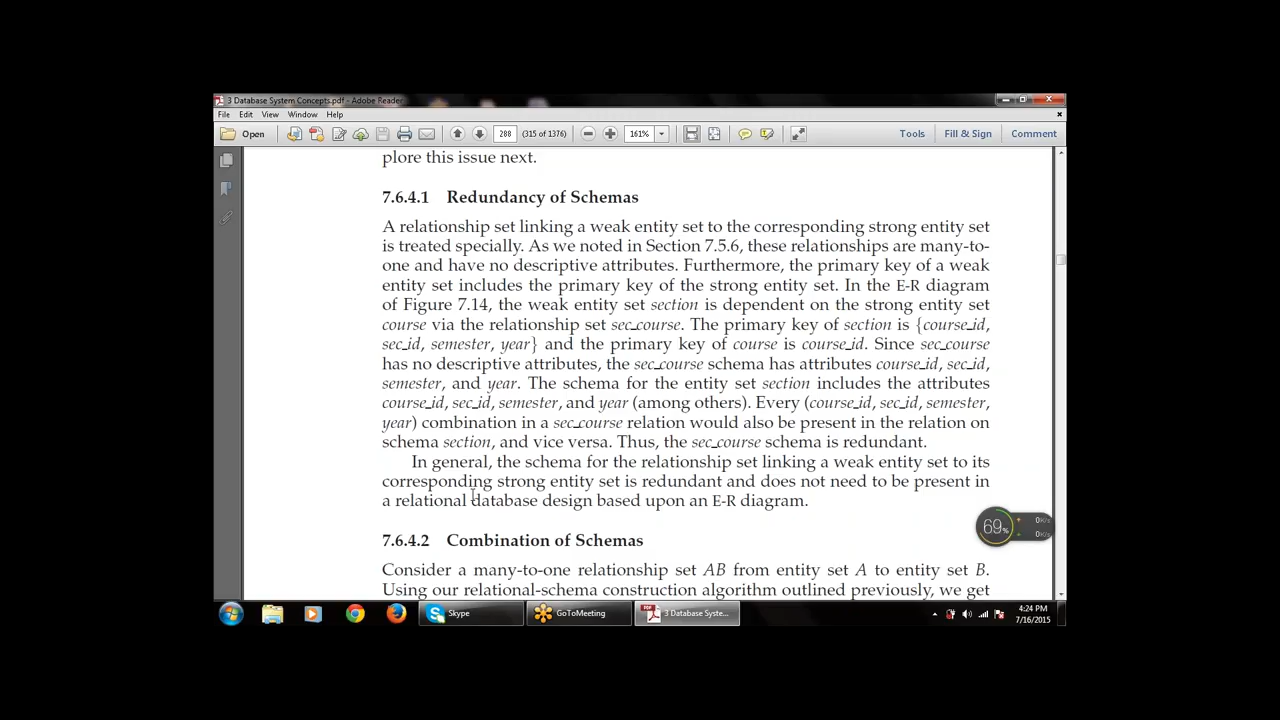 3 Database System Concepts.pdf - Adobe Reader
File Edit View Window Help
Open 288 (315 of 1376) 161% Tools Fill & Sign Comment
plore this issue next.
7.6.4.1 Redundancy of Schemas
A relationship set linking a weak entity set to the corresponding strong entity set
is treated specially. As we noted in Section 7.5.6, these relationships are many-to-
one and have no descriptive attributes. Furthermore, the primary key of a weak
entity set includes the primary key of the strong entity set. In the E-R diagram
of Figure 7.14, the weak entity set section is dependent on the strong entity set
course via the relationship set sec_course. The primary key of section is {course_id,
sec_id, semester, year} and the primary key of course is course_id. Since sec_course
has no descriptive attributes, the sec_course schema has attributes course_id, sec_id,
semester, and year. The schema for the entity set section includes the attributes
course_id, sec_id, semester, and year (among others). Every (course_id, sec_id, semester,
year) combination in a sec_course relation would also be present in the relation on
schema section, and vice versa. Thus, the sec_course schema is redundant.
In general, the schema for the relationship set linking a weak entity set to its
corresponding strong entity set is redundant and does not need to be present in
a relational database design based upon an E-R diagram.
69%
0K/s
0K/s
7.6.4.2 Combination of Schemas
Consider a many-to-one relationship set AB from entity set A to entity set B.
Using our relational-schema construction algorithm outlined previously, we get
Skype GoToMeeting 3 Database Syste...
4:24 PM
7/16/2015